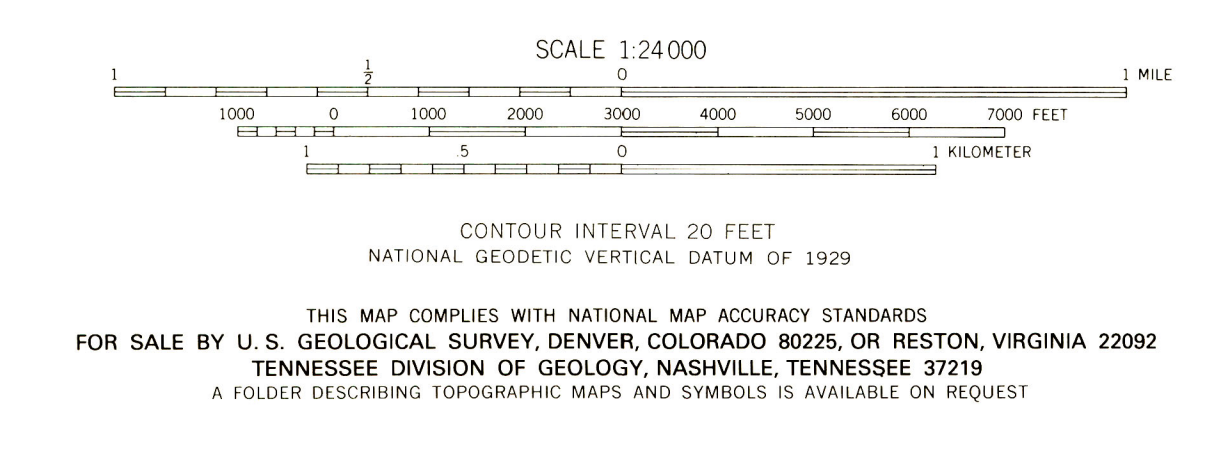 SCALE 1:24 000
1 1/2 0 1 MILE
1000 0 1000 2000 3000 4000 5000 6000 7000 FEET
1 .5 0 1 KILOMETER
CONTOUR INTERVAL 20 FEET
NATIONAL GEODETIC VERTICAL DATUM OF 1929
THIS MAP COMPLIES WITH NATIONAL MAP ACCURACY STANDARDS
FOR SALE BY U. S. GEOLOGICAL SURVEY, DENVER, COLORADO 80225, OR RESTON, VIRGINIA 22092
TENNESSEE DIVISION OF GEOLOGY, NASHVILLE, TENNESSEE 37219
A FOLDER DESCRIBING TOPOGRAPHIC MAPS AND SYMBOLS IS AVAILABLE ON REQUEST